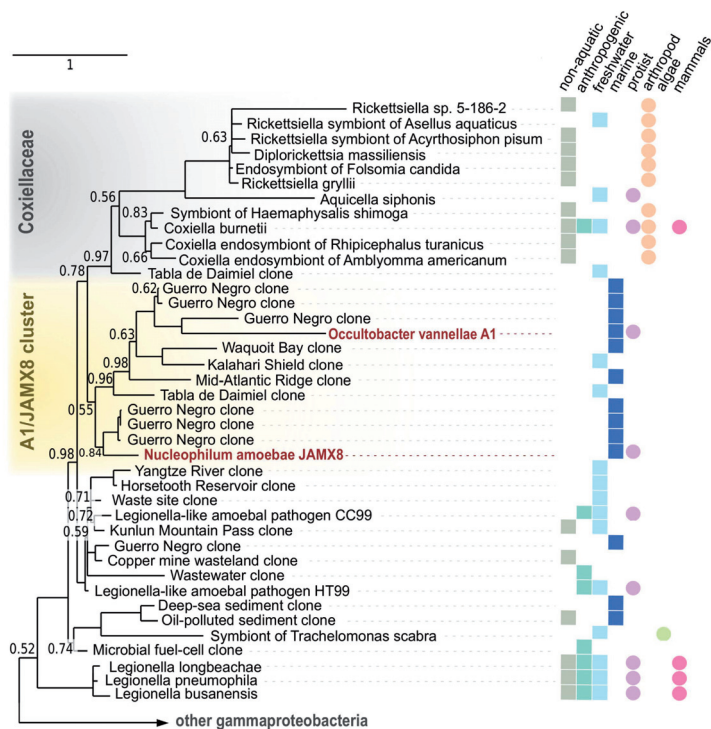 1
non-aquatic
anthropogenic
freshwater
marine
protist
arthropod
algae
mammals
Coxiellaceae
A1/JAMX8 cluster
Rickettsiella sp. 5-186-2
Rickettsiella symbiont of Asellus aquaticus
0.63
Rickettsiella symbiont of Acyrthosiphon pisum
Diplorickettsia massiliensis
Endosymbiont of Folsomia candida
Rickettsiella gryllii
0.56
Aquicella siphonis
0.83
Symbiont of Haemaphysalis shimoga
Coxiella burnetii
Coxiella endosymbiont of Rhipicephalus turanicus
0.97
0.66
Coxiella endosymbiont of Amblyomma americanum
0.78
Tabla de Daimiel clone
0.62
Guerro Negro clone
Guerro Negro clone
Guerro Negro clone
0.63
Occultobacter vannellae A1
Waquoit Bay clone
0.98
Kalahari Shield clone
0.96
Mid-Atlantic Ridge clone
Tabla de Daimiel clone
0.55
Guerro Negro clone
Guerro Negro clone
Guerro Negro clone
0.98
0.84
Nucleophilum amoebae JAMX8
Yangtze River clone
Horsetooth Reservoir clone
0.71
Waste site clone
0.72
Legionella-like amoebal pathogen CC99
0.59
Kunlun Mountain Pass clone
Guerro Negro clone
Copper mine wasteland clone
Wastewater clone
Legionella-like amoebal pathogen HT99
Deep-sea sediment clone
Oil-polluted sediment clone
Symbiont of Trachelomonas scabra
0.52
0.74
Microbial fuel-cell clone
Legionella longbeachae
Legionella pneumophila
Legionella busanensis
other gammaproteobacteria